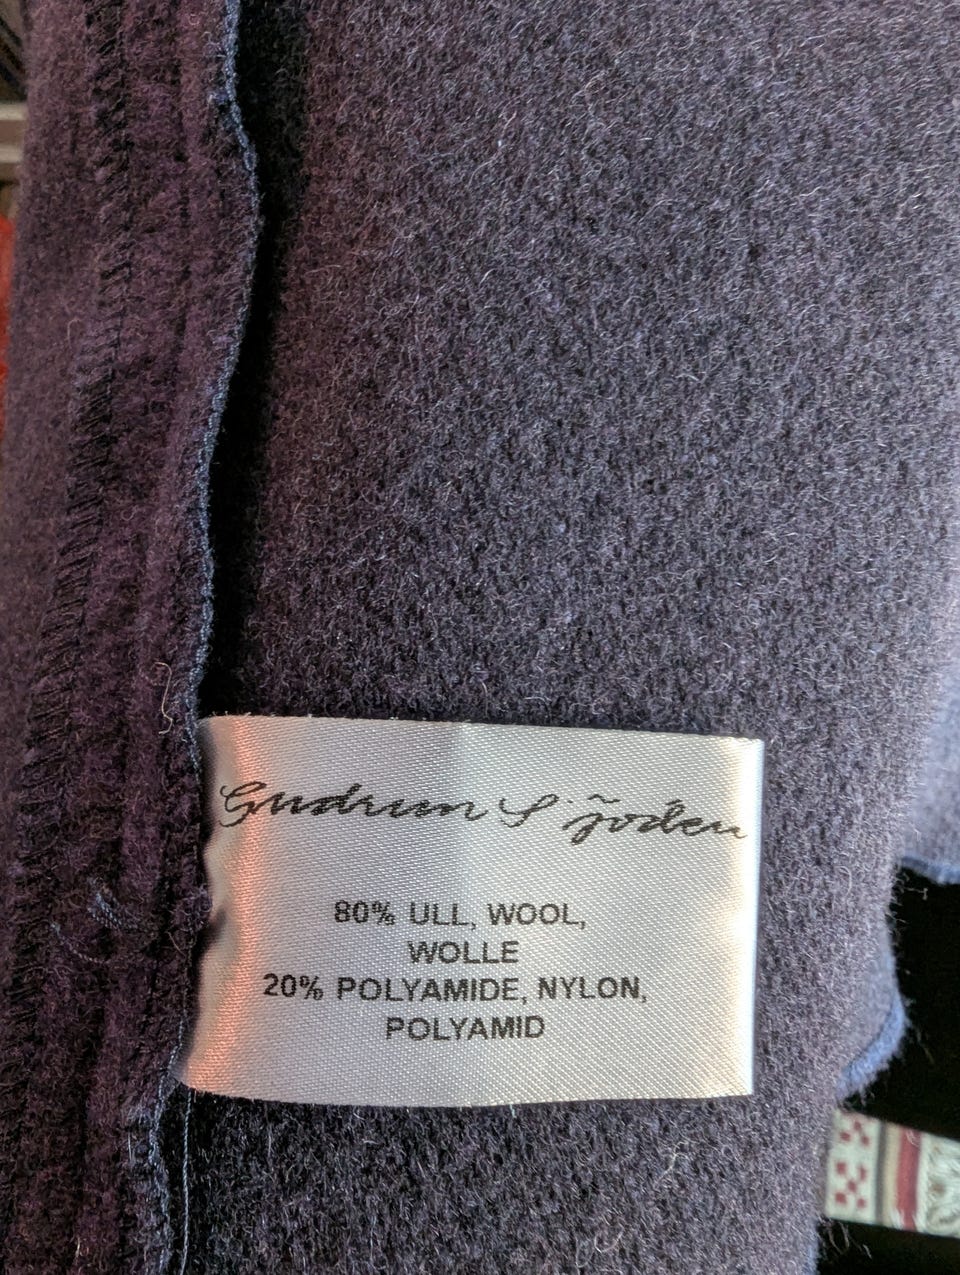 Gudrun Sjödén
80% ULL, WOOL,
WOLLE
20% POLYAMIDE, NYLON,
POLYAMID